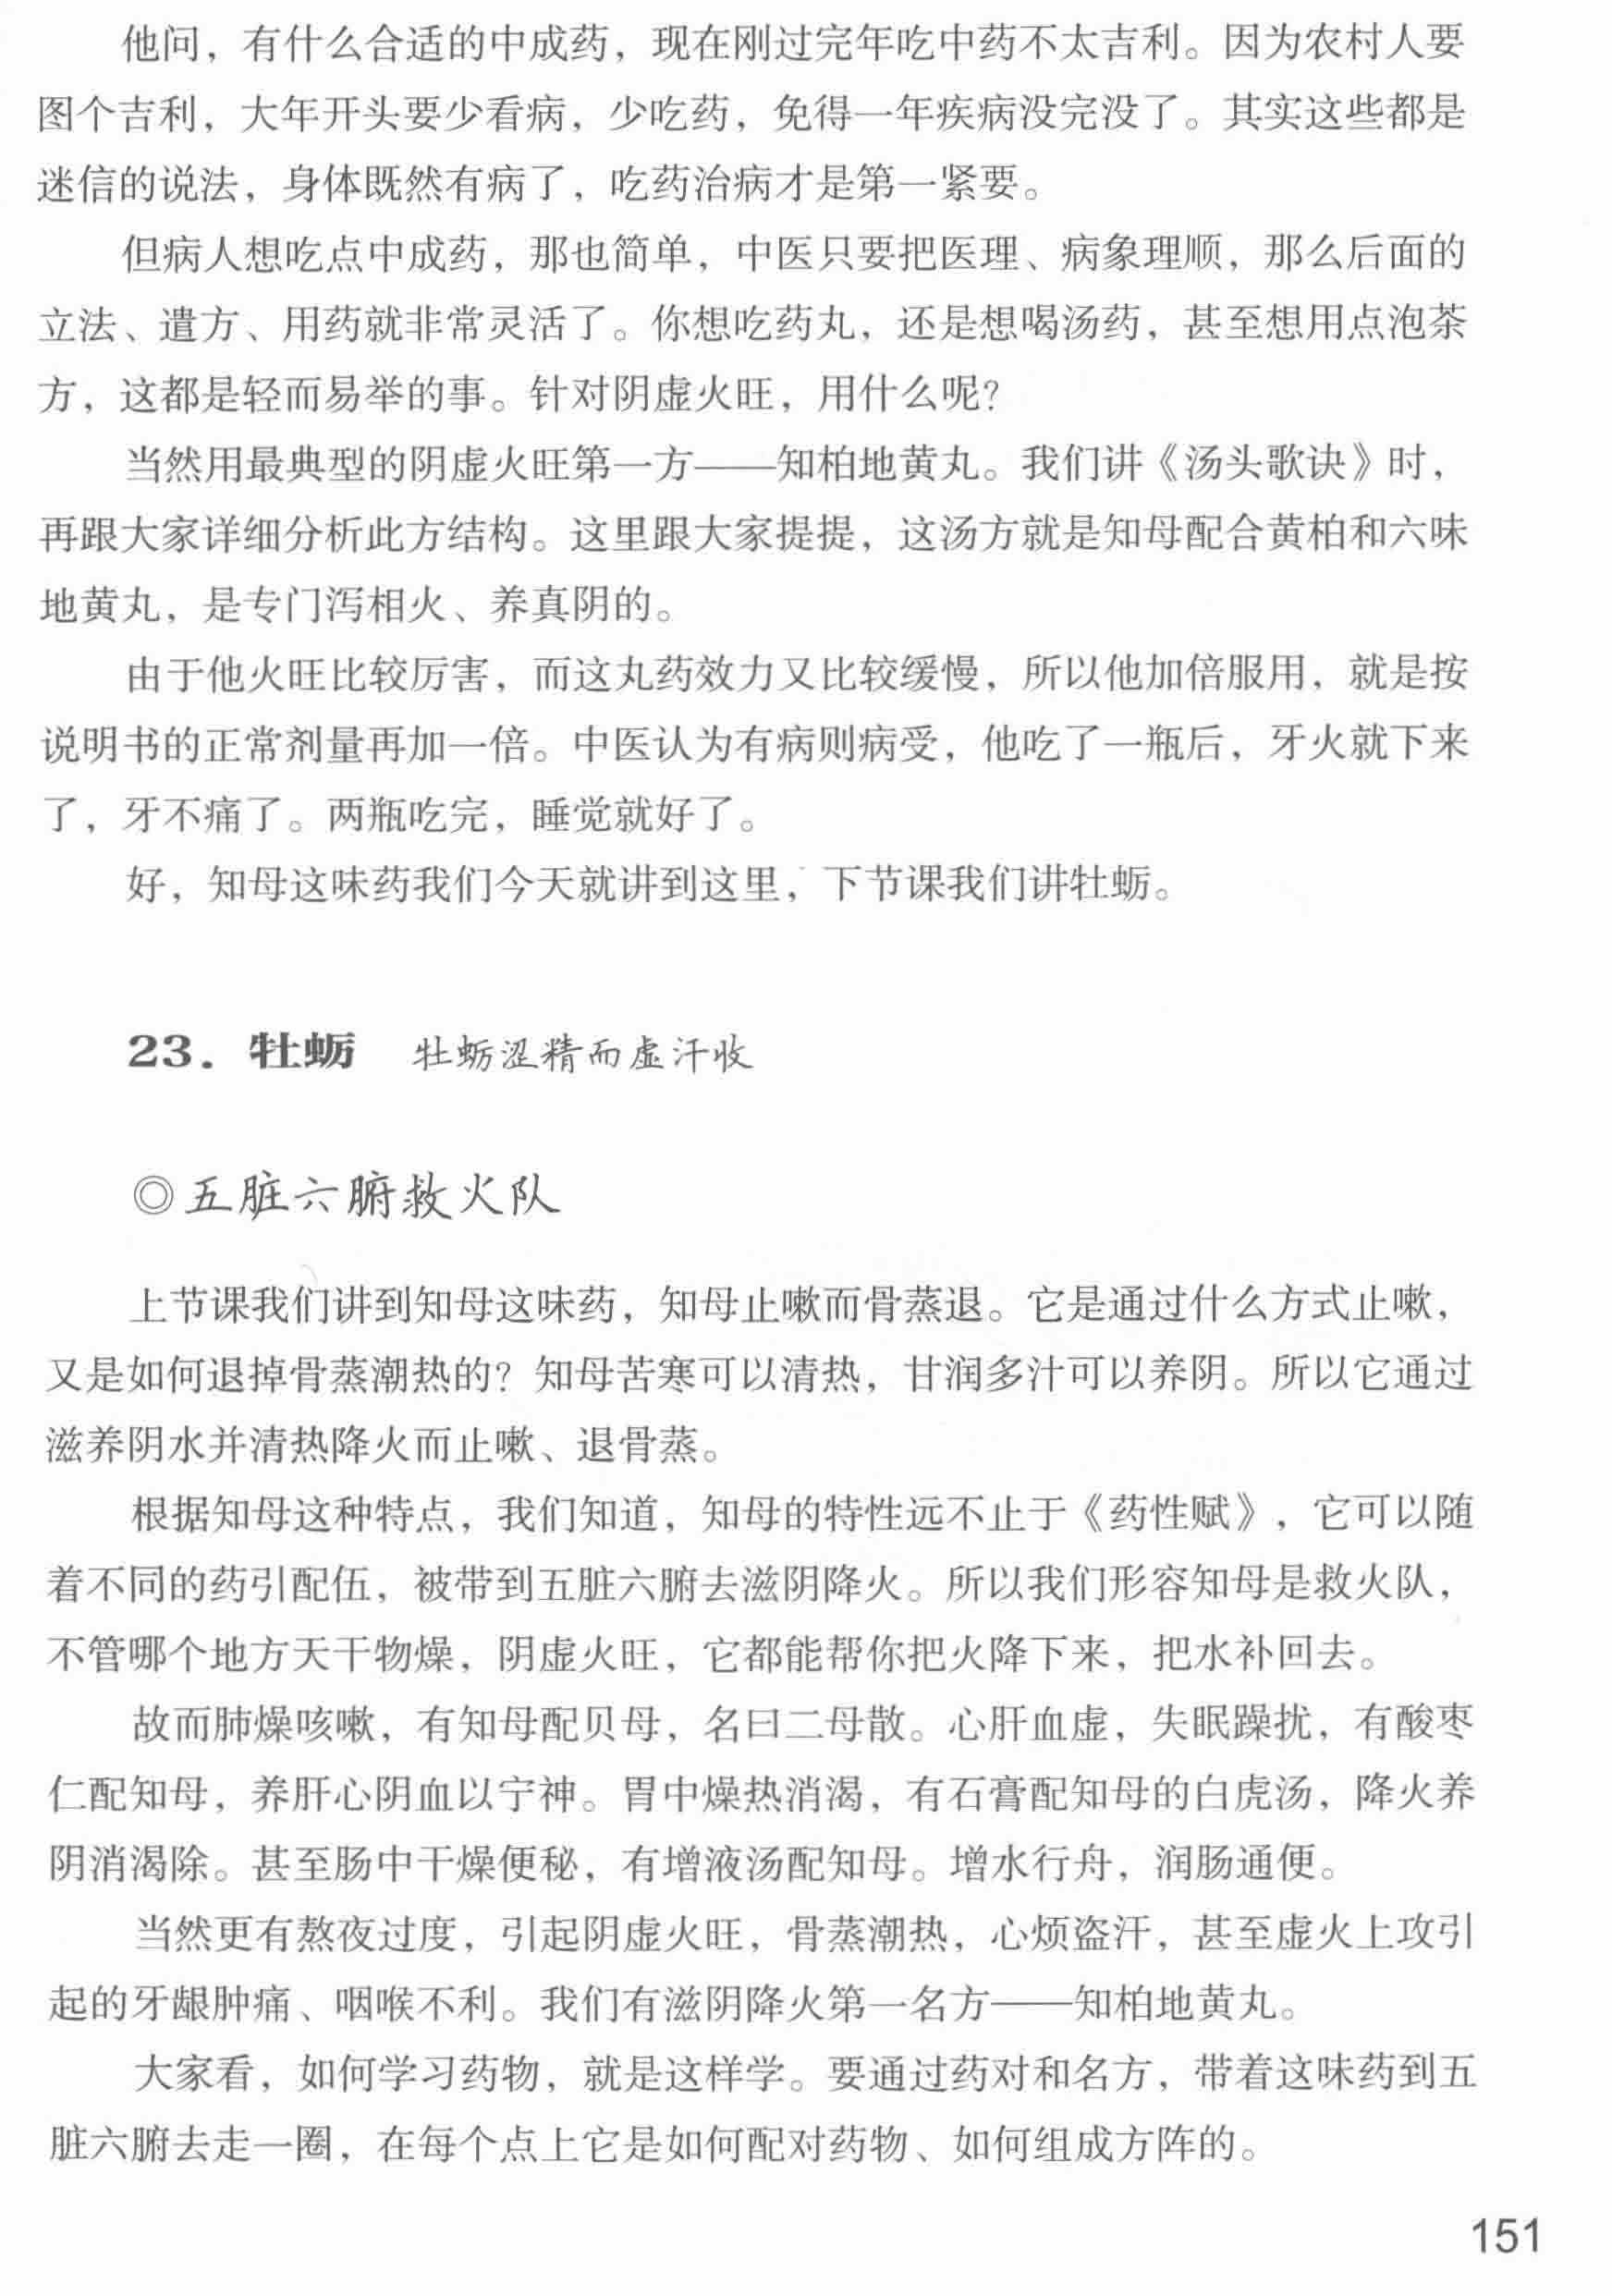 他问，有什么合适的中成药，现在刚过完年吃中药不太吉利。因为农村人要
图个吉利，大年开头要少看病，少吃药，免得一年疾病没完没了。其实这些都是
迷信的说法，身体既然有病了，吃药治病才是第一紧要。
但病人想吃点中成药，那也简单，中医只要把医理、病象理顺，那么后面的
立法、遣方、用药就非常灵活了。你想吃药丸，还是想喝汤药，甚至想用点泡茶
方，这都是轻而易举的事。针对阴虚火旺，用什么呢？
当然用最典型的阴虚火旺第一方——知柏地黄丸。我们讲《汤头歌诀》时，
再跟大家详细分析此方结构。这里跟大家提提，这汤方就是知母配合黄柏和六味
地黄丸，是专门泻相火、养真阴的。
由于他火旺比较厉害，而这丸药效力又比较缓慢，所以他加倍服用，就是按
说明书的正常剂量再加一倍。中医认为有病则病受，他吃了一瓶后，牙火就下来
了，牙不痛了。两瓶吃完，睡觉就好了。
好，知母这味药我们今天就讲到这里，下节课我们讲牡蛎。
23．牡蛎 牡蛎涩精而虚汗收
◎五脏六腑救火队
上节课我们讲到知母这味药，知母止嗽而骨蒸退。它是通过什么方式止嗽，
又是如何退掉骨蒸潮热的？知母苦寒可以清热，甘润多汁可以养阴。所以它通过
滋养阴水并清热降火而止嗽、退骨蒸。
根据知母这种特点，我们知道，知母的特性远不止于《药性赋》，它可以随
着不同的药引配伍，被带到五脏六腑去滋阴降火。所以我们形容知母是救火队，
不管哪个地方天干物燥，阴虚火旺，它都能帮你把火降下来，把水补回去。
故而肺燥咳嗽，有知母配贝母，名曰二母散。心肝血虚，失眠躁扰，有酸枣
仁配知母，养肝心阴血以宁神。胃中燥热消渴，有石膏配知母的白虎汤，降火养
阴消渴除。甚至肠中干燥便秘，有增液汤配知母。增水行舟，润肠通便。
当然更有熬夜过度，引起阴虚火旺，骨蒸潮热，心烦盗汗，甚至虚火上攻引
起的牙龈肿痛、咽喉不利。我们有滋阴降火第一名方——知柏地黄丸。
大家看，如何学习药物，就是这样学。要通过药对和名方，带着这味药到五
脏六腑去走一圈，在每个点上它是如何配对药物、如何组成方阵的。
151